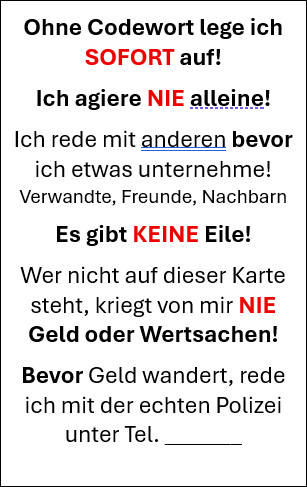 Ohne Codewort lege ich
SOFORT auf!
Ich agiere NIE alleine!
Ich rede mit anderen bevor
ich etwas unternehme!
Verwandte, Freunde, Nachbarn
Es gibt KEINE Eile!
Wer nicht auf dieser Karte
steht, kriegt von mir NIE
Geld oder Wertsachen!
Bevor Geld wandert, rede
ich mit der echten Polizei
unter Tel. _______